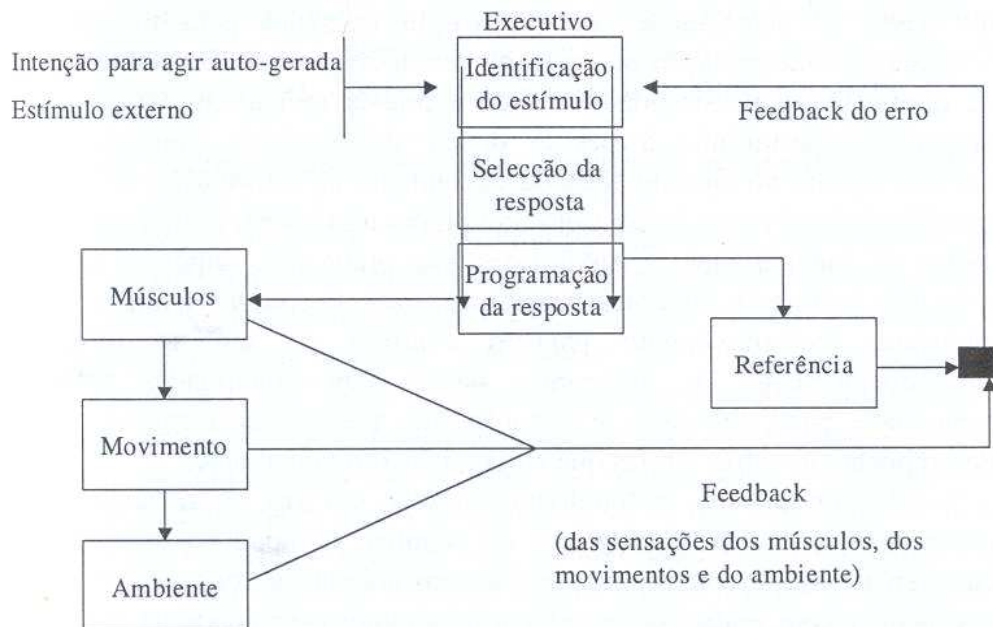 Executivo
Intenção para agir auto-gerada
Estímulo externo
Identificação
do estímulo
Feedback do erro
Selecção da
resposta
Programação
da resposta
Músculos
Referência
Movimento
Feedback
(das sensações dos músculos, dos
movimentos e do ambiente)
Ambiente